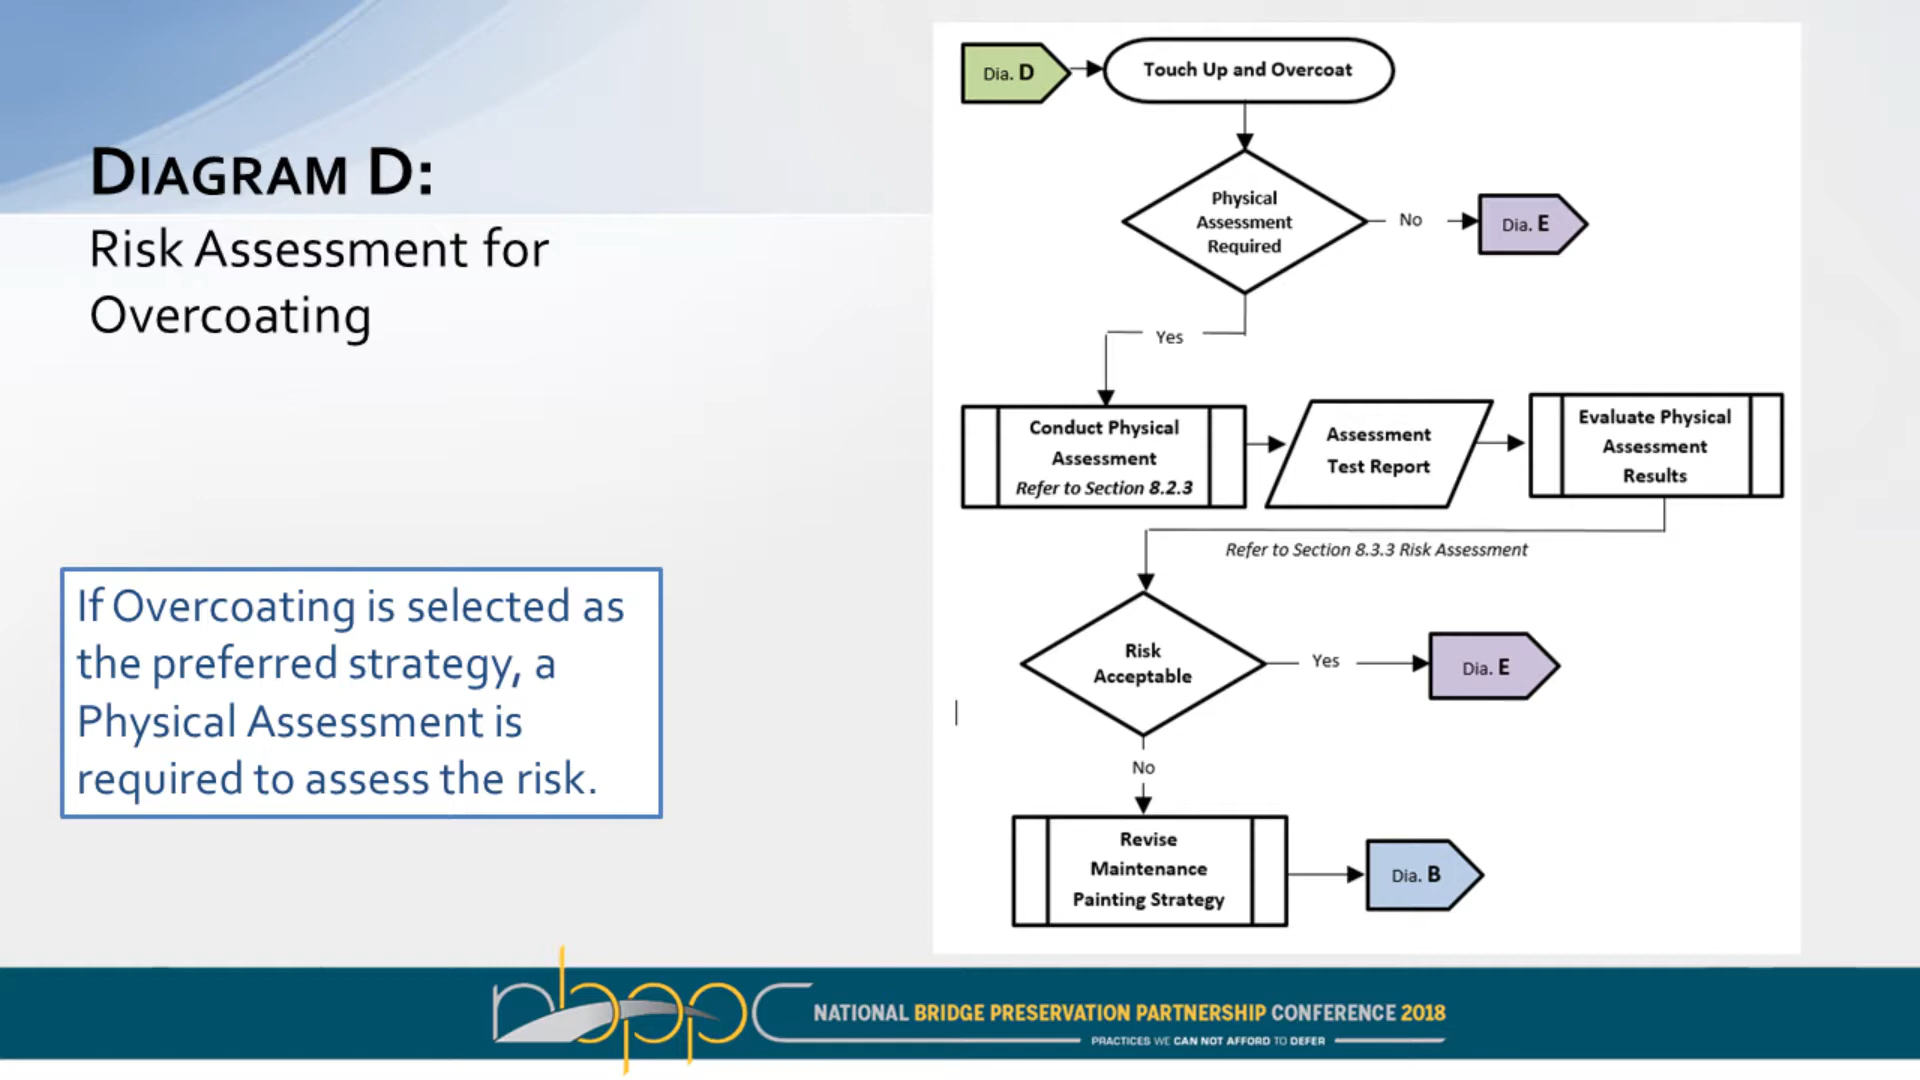 DIAGRAM D:
Risk Assessment for
Overcoating
If Overcoating is selected as
the preferred strategy, a
Physical Assessment is
required to assess the risk.
Dia. D
Touch Up and Overcoat
Physical
Assessment
Required
No
Dia. E
Yes
Conduct Physical
Assessment
Refer to Section 8.2.3
Assessment
Test Report
Evaluate Physical
Assessment
Results
Refer to Section 8.3.3 Risk Assessment
Risk
Acceptable
Yes
Dia. E
No
Revise
Maintenance
Painting Strategy
Dia. B
nbppc
NATIONAL BRIDGE PRESERVATION PARTNERSHIP CONFERENCE 2018
PRACTICES WE CAN NOT AFFORD TO DEFER